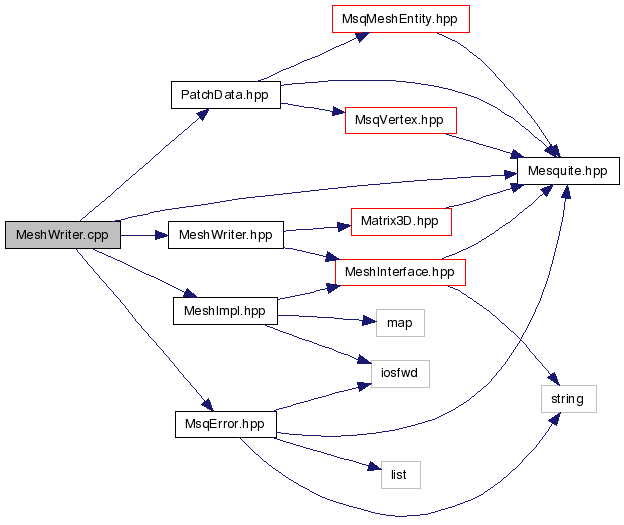 MsqMeshEntity.hpp
PatchData.hpp
MsqVertex.hpp
Mesquite.hpp
Matrix3D.hpp
MeshWriter.cpp
MeshWriter.hpp
MeshInterface.hpp
MeshImpl.hpp
map
iosfwd
string
MsqError.hpp
list